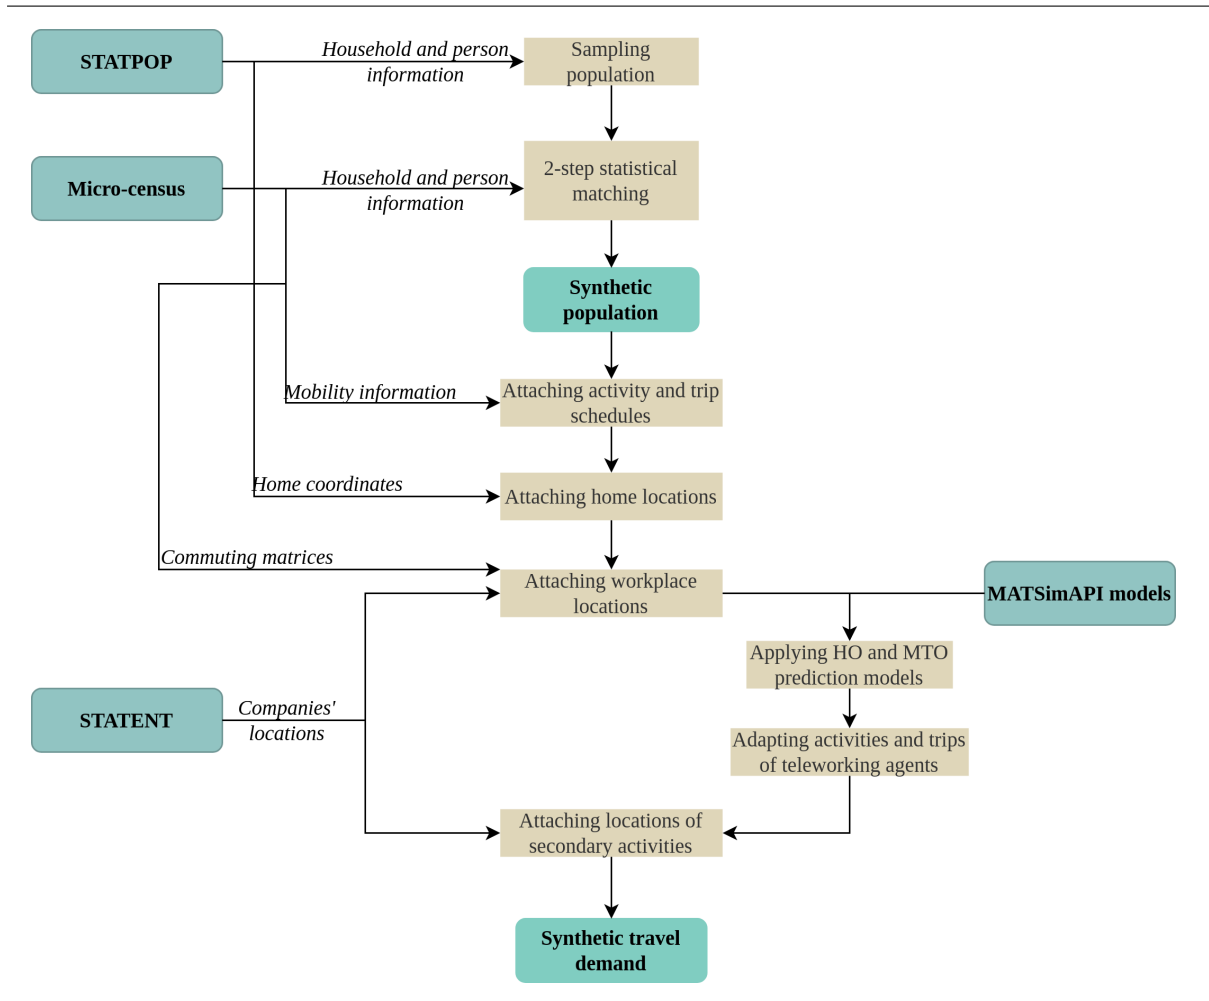 STATPOP
Household and person
information
Sampling
population
Micro-census
Household and person
information
2-step statistical
matching
Synthetic
population
Mobility information
Attaching activity and trip
schedules
Home coordinates
Attaching home locations
Commuting matrices
Attaching workplace
locations
MATSimAPI models
Applying HO and MTO
prediction models
STATENT
Companies'
locations
Adapting activities and trips
of teleworking agents
Attaching locations of
secondary activities
Synthetic travel
demand